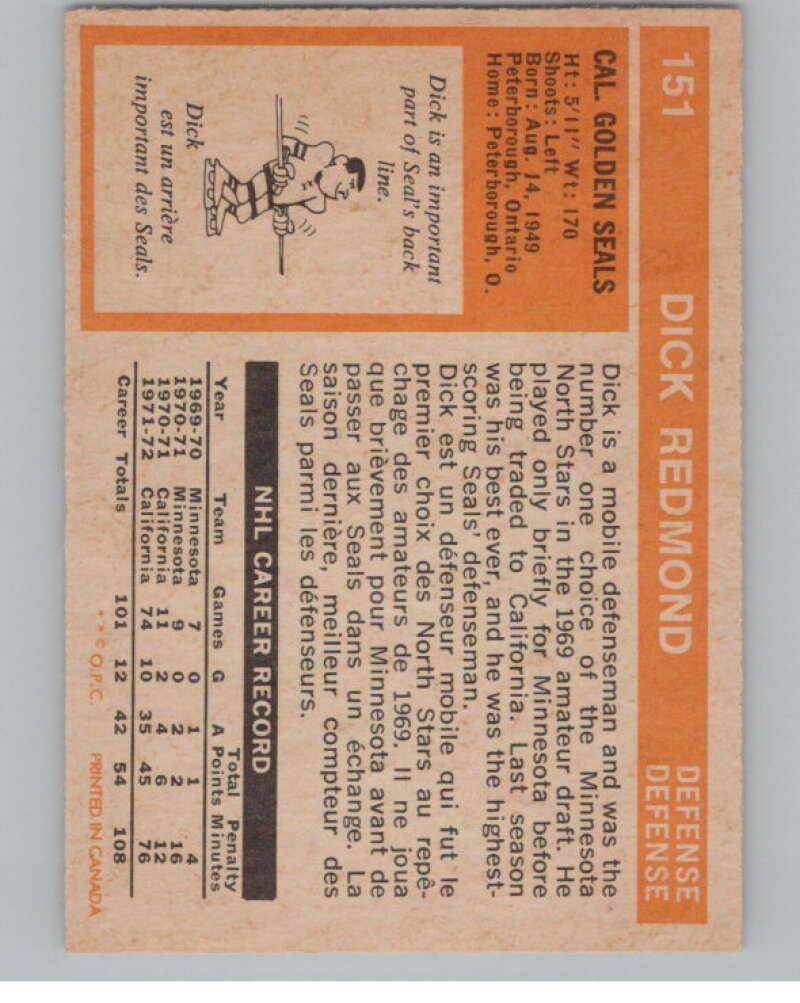 151 DICK REDMOND DEFENSE
DEFENSE
CAL. GOLDEN SEALS
Ht: 5'11" Wt: 170
Shoots: Left
Born: Aug. 14, 1949
Peterborough, Ontario
Home: Peterborough, O.
Dick is an important
part of Seal's back
line.
Dick
est un arrière
important des Seals.
Dick is a mobile defenseman and was the
number one choice of the Minnesota
North Stars in the 1969 amateur draft. He
played only briefly for Minnesota before
being traded to California. Last season
was his best ever, and he was the highest-
scoring Seals' defenseman.
Dick est un défenseur mobile qui fut le
premier choix des North Stars au repê-
chage des amateurs de 1969. Il ne joua
que brièvement pour Minnesota avant de
passer aux Seals dans un échange. La
saison dernière, meilleur compteur des
Seals parmi les défenseurs.
NHL CAREER RECORD
Total Penalty
Year Team Games G A Points Minutes
1969-70 Minnesota 7 0 1 1 4
1970-71 Minnesota 9 0 2 2 16
1970-71 California 11 2 4 6 12
1971-72 California 74 10 35 45 76
Career Totals 101 12 42 54 108
* * © O.P.C. PRINTED IN CANADA